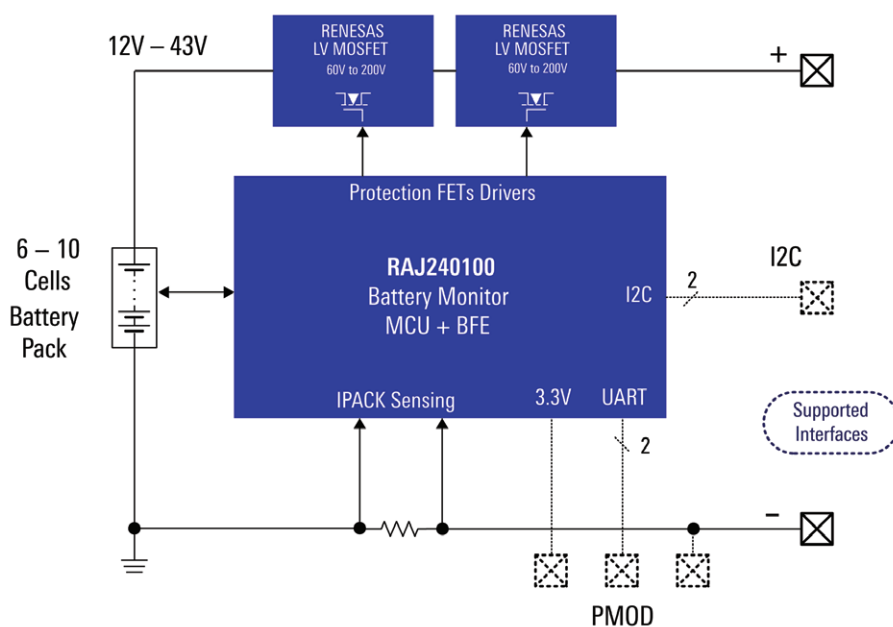 12V – 43V
RENESAS
LV MOSFET
60V to 200V
RENESAS
LV MOSFET
60V to 200V
+
Protection FETs Drivers
6 – 10
Cells
Battery
Pack
RAJ240100
Battery Monitor
MCU + BFE
I2C
2
I2C
IPACK Sensing
3.3V
UART
2
Supported
Interfaces
–
PMOD